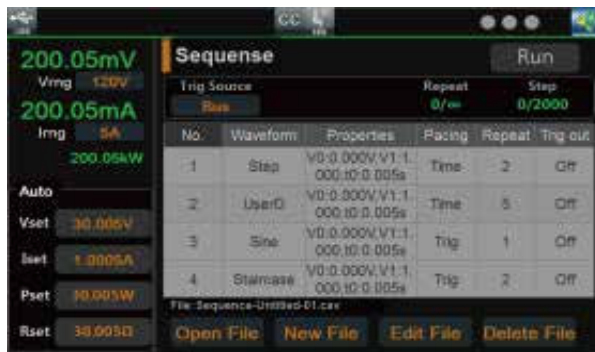 CC
200.05mV
Vrng 120V
200.05mA
Irng 5A
200.05kW
Auto
Vset 30.005V
Iset 1.0005A
Pset 30.005W
Rset 30.005Ω
Sequense
Run
Trig Source
Bus
Repeat
0/∞
Step
0/2000
No. Waveform Properties Pacing Repeat Trig out
1 Step V0:0.000V,V1:1.000,t0:0.005s Time 2 Off
2 UserD V0:0.000V,V1:1.000,t0:0.005s Time 5 Off
3 Sine V0:0.000V,V1:1.000,t0:0.005s Trig 1 Off
4 Staircase V0:0.000V,V1:1.000,t0:0.005s Trig 2 Off
File: Sequence-Untitled-01.csv
Open File New File Edit File Delete File